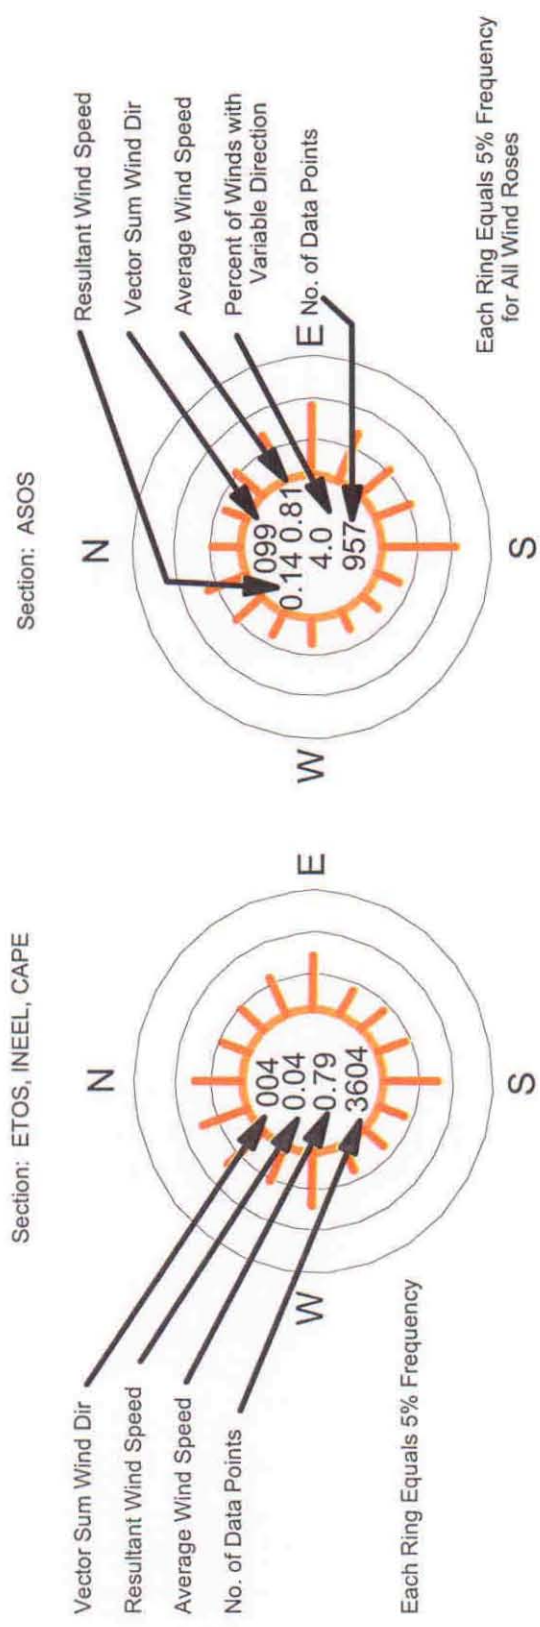 Section: ETOS, INEEL, CAPE
N
Vector Sum Wind Dir
Resultant Wind Speed
Average Wind Speed
No. of Data Points
004
0.04
0.79
3604
W
E
S
Each Ring Equals 5% Frequency
Section: ASOS
N
Resultant Wind Speed
Vector Sum Wind Dir
Average Wind Speed
Percent of Winds with
Variable Direction
No. of Data Points
099
0.14 0.81
4.0
957
W
E
S
Each Ring Equals 5% Frequency
for All Wind Roses